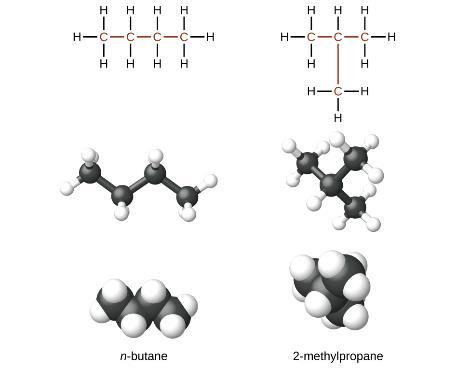 H H H H
H C C C C H
H H H H
H H H
H C C C H
H H
H C H
H
n-butane
2-methylpropane